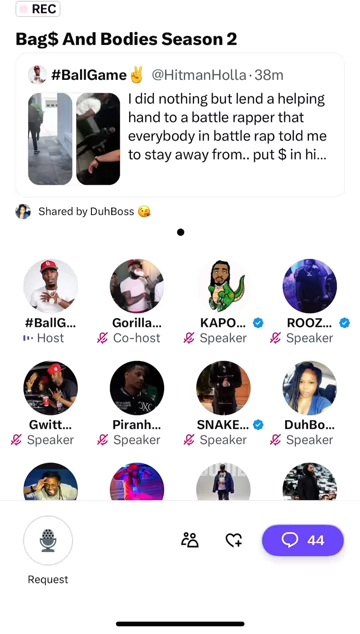 REC
Bag$ And Bodies Season 2
#BallGame✌️ @HitmanHolla · 38m
I did nothing but lend a helping
hand to a battle rapper that
everybody in battle rap told me
to stay away from.. put $ in hi...
Shared by DuhBoss 😘
#BallG... Gorilla... KAPO... ROOZ...
Host Co-host Speaker Speaker
Gwitt... Piranh... SNAKE... DuhBo...
Speaker Speaker Speaker Speaker
44
Request